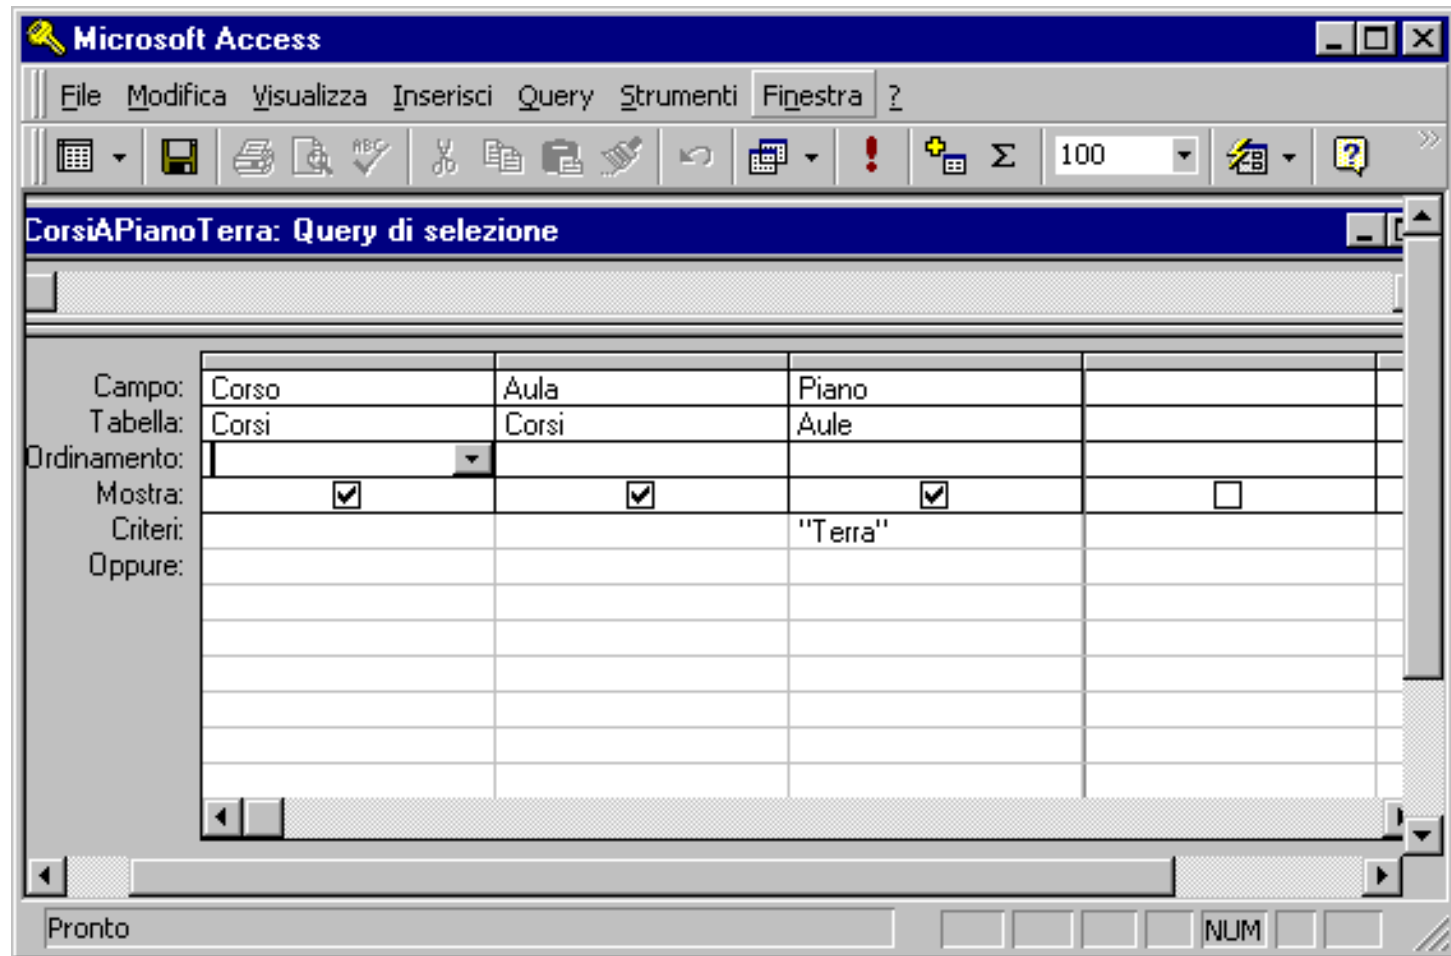 Microsoft Access
File Modifica Visualizza Inserisci Query Strumenti Finestra ?
ABC 100
CorsiAPianoTerra: Query di selezione
Campo: Corso Aula Piano
Tabella: Corsi Corsi Aule
Ordinamento:
Mostra:
Criteri: "Terra"
Oppure:
Pronto NUM